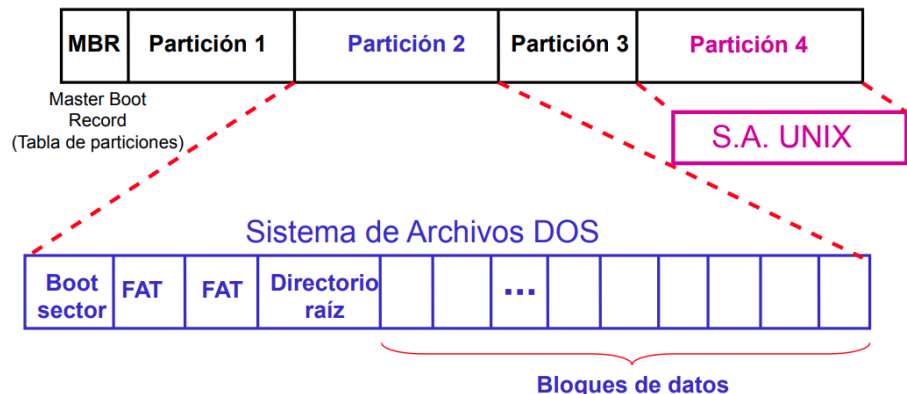 MBR Partición 1 Partición 2 Partición 3 Partición 4
Master Boot
Record
(Tabla de particiones)
S.A. UNIX
Sistema de Archivos DOS
Boot
sector
FAT
FAT
Directorio
raíz
...
Bloques de datos